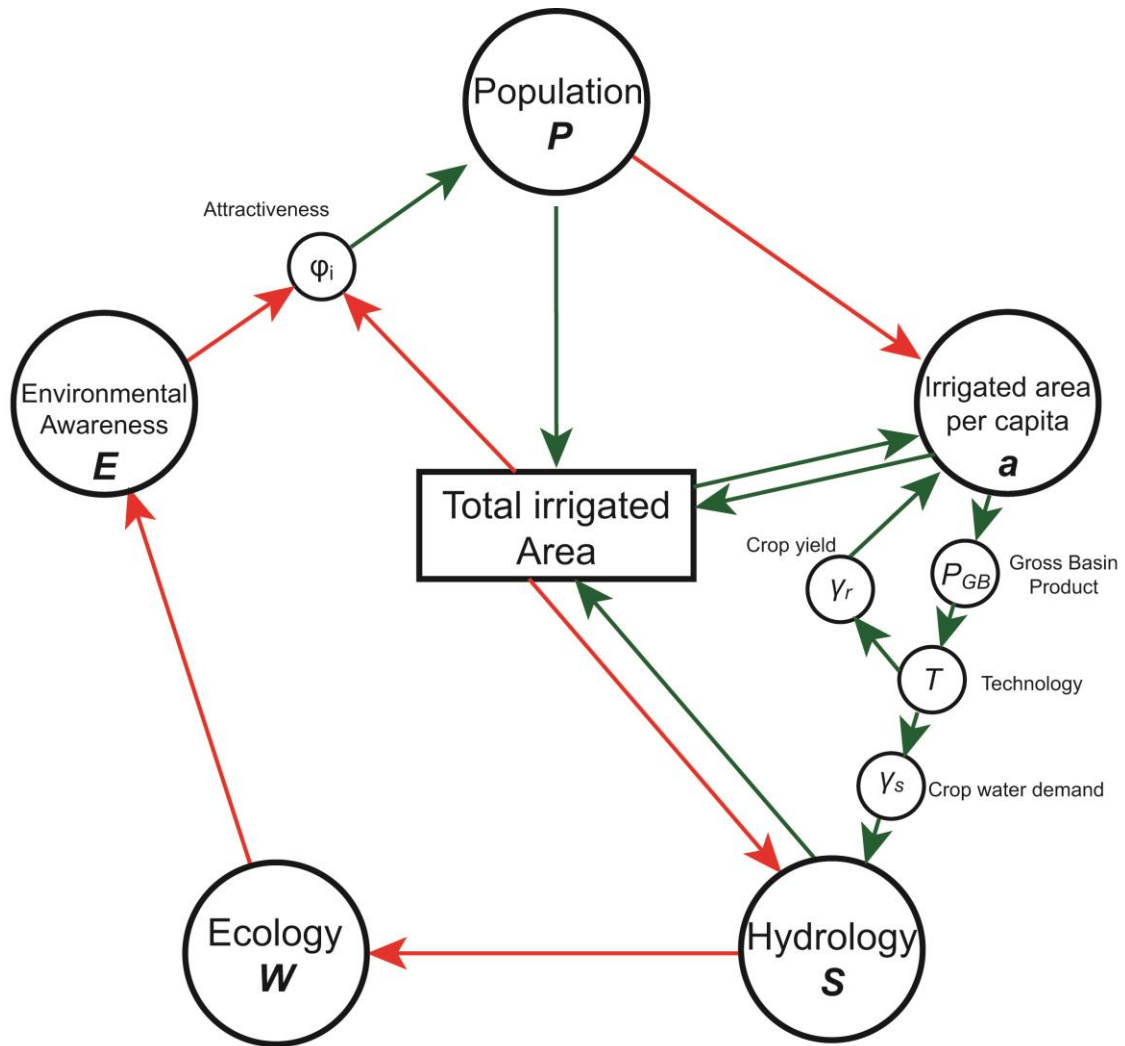 Population
P
Attractiveness
φi
Environmental
Awareness
E
Irrigated area
per capita
a
Total irrigated
Area
Crop yield
γr
PGB
Gross Basin
Product
T
Technology
γs
Crop water demand
Ecology
W
Hydrology
S